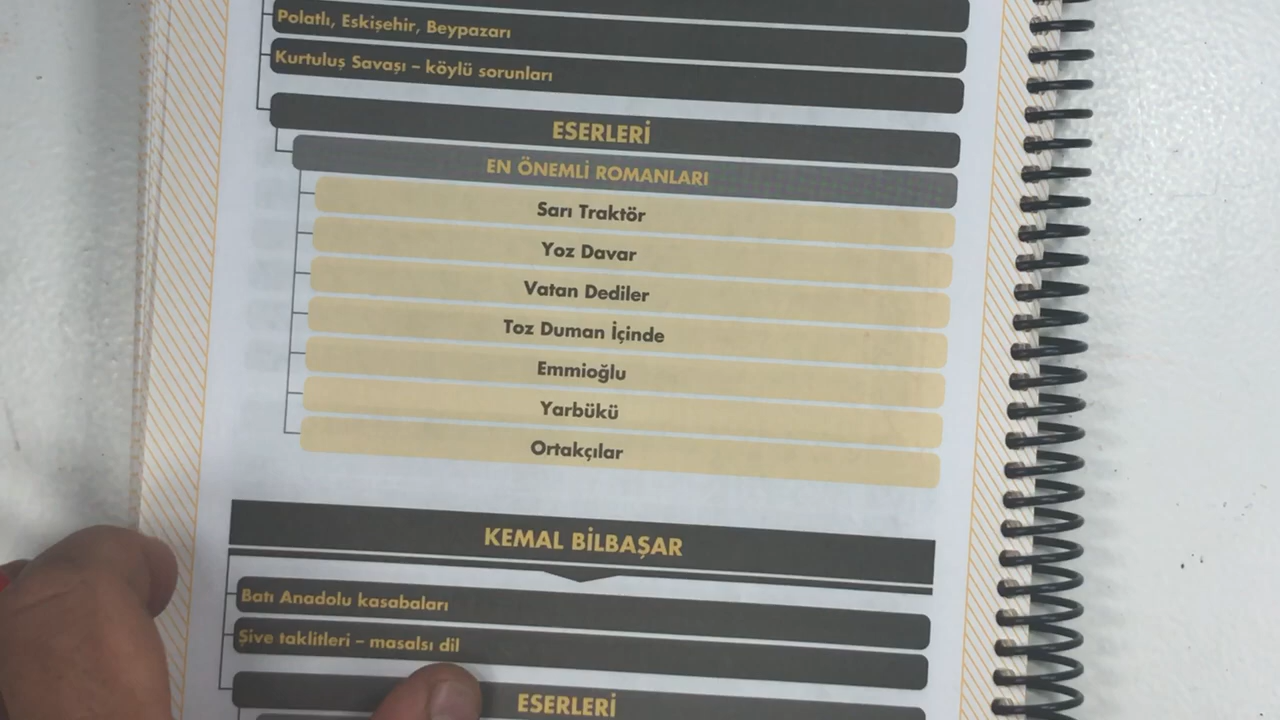 Polatlı, Eskişehir, Beypazarı
Kurtuluş Savaşı – köylü sorunları
ESERLERİ
EN ÖNEMLİ ROMANLARI
Sarı Traktör
Yoz Davar
Vatan Dediler
Toz Duman İçinde
Emmioğlu
Yarbükü
Ortakçılar
KEMAL BİLBAŞAR
Batı Anadolu kasabaları
Şive taklitleri – masalsı dil
ESERLERİ